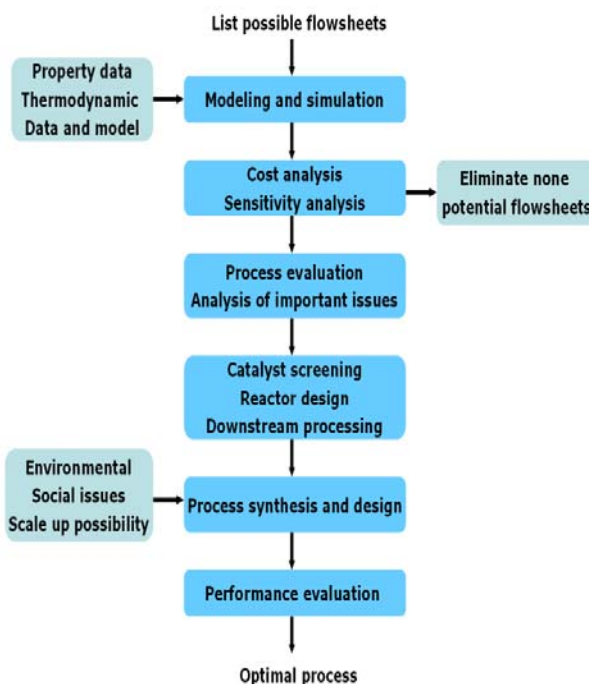 List possible flowsheets
Property data
Thermodynamic
Data and model
Modeling and simulation
Cost analysis
Sensitivity analysis
Eliminate none
potential flowsheets
Process evaluation
Analysis of important issues
Catalyst screening
Reactor design
Downstream processing
Environmental
Social issues
Scale up possibility
Process synthesis and design
Performance evaluation
Optimal process